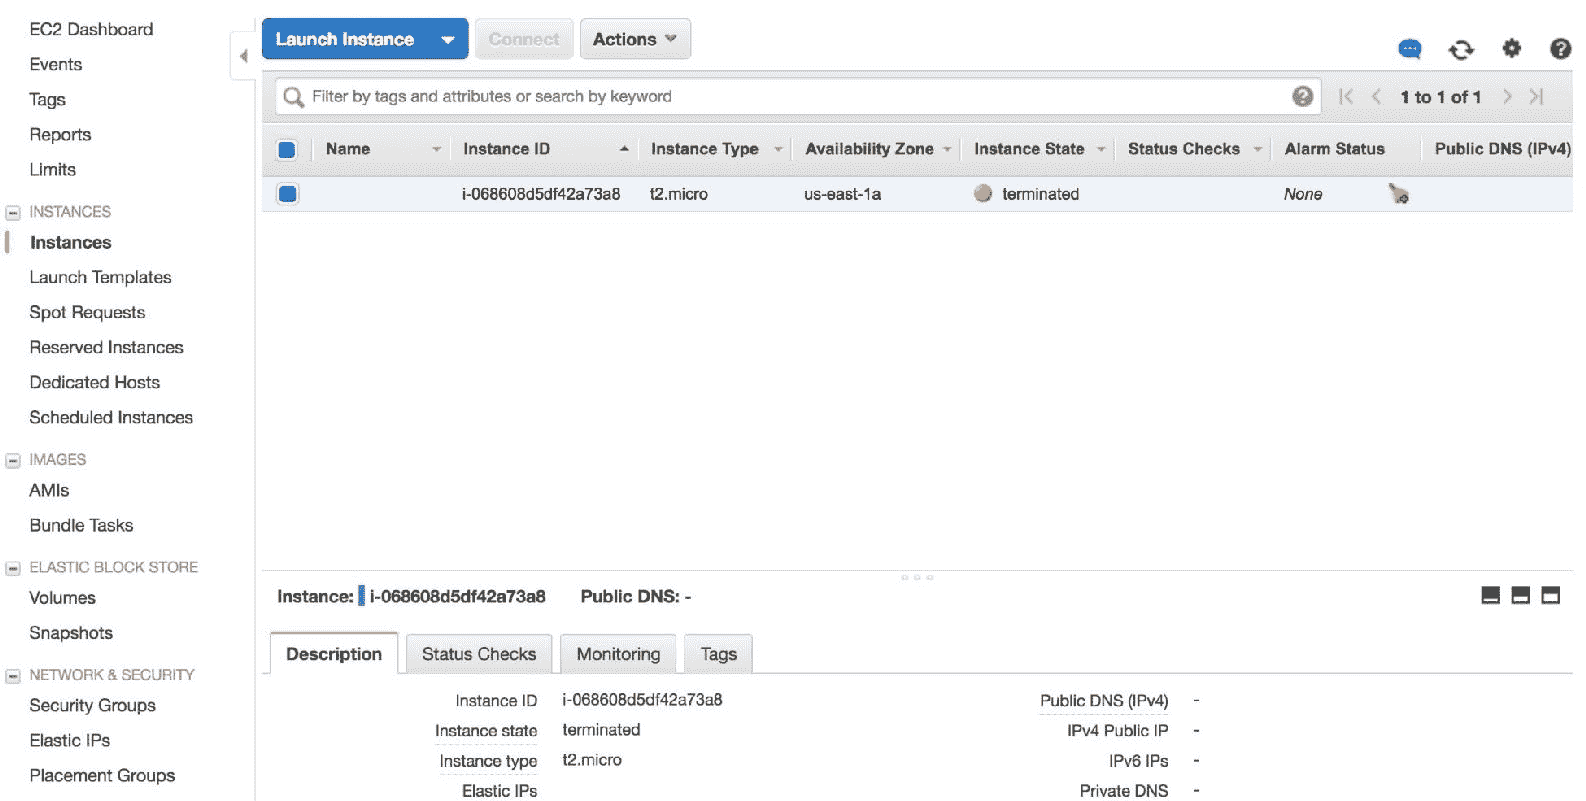 EC2 Dashboard
Events
Tags
Reports
Limits
INSTANCES
Instances
Launch Templates
Spot Requests
Reserved Instances
Dedicated Hosts
Scheduled Instances
IMAGES
AMIs
Bundle Tasks
ELASTIC BLOCK STORE
Volumes
Snapshots
NETWORK & SECURITY
Security Groups
Elastic IPs
Placement Groups
Launch Instance Connect Actions
Filter by tags and attributes or search by keyword 1 to 1 of 1
Name Instance ID Instance Type Availability Zone Instance State Status Checks Alarm Status Public DNS (IPv4)
i-068608d5df42a73a8 t2.micro us-east-1a terminated None
Instance: i-068608d5df42a73a8 Public DNS: -
Description Status Checks Monitoring Tags
Instance ID i-068608d5df42a73a8 Public DNS (IPv4) -
Instance state terminated IPv4 Public IP -
Instance type t2.micro IPv6 IPs -
Elastic IPs Private DNS -